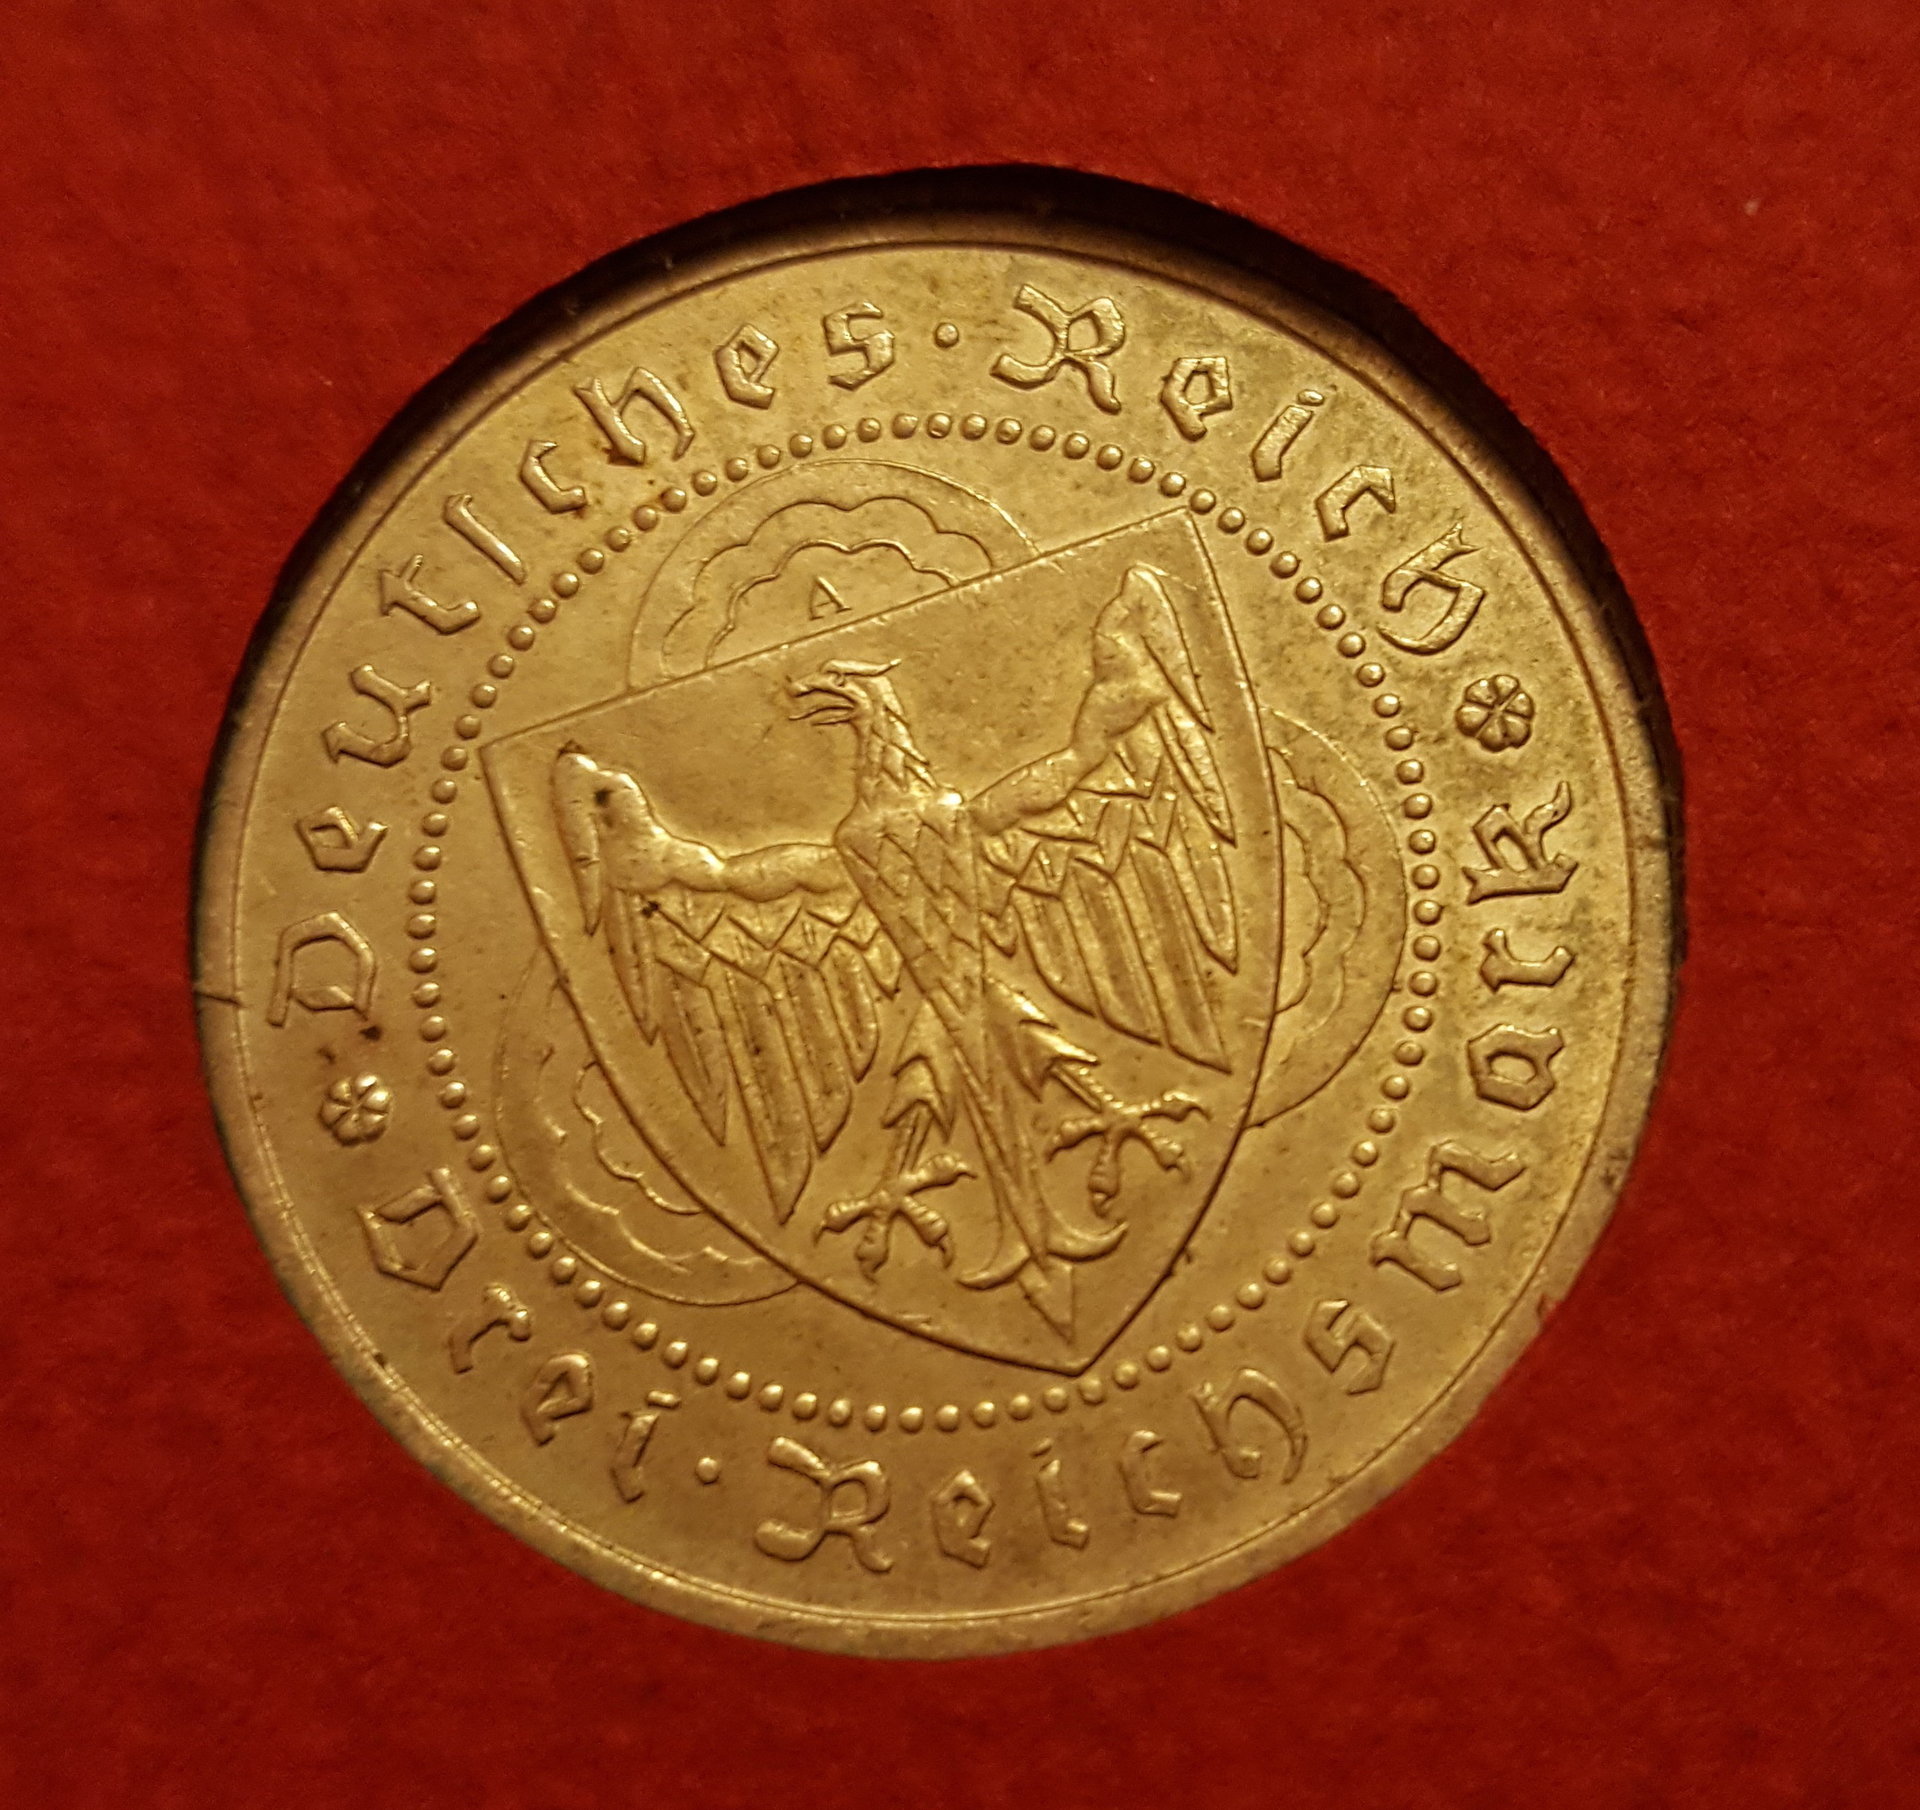 Deutſches · Reich
A
Drei · Reichsmark